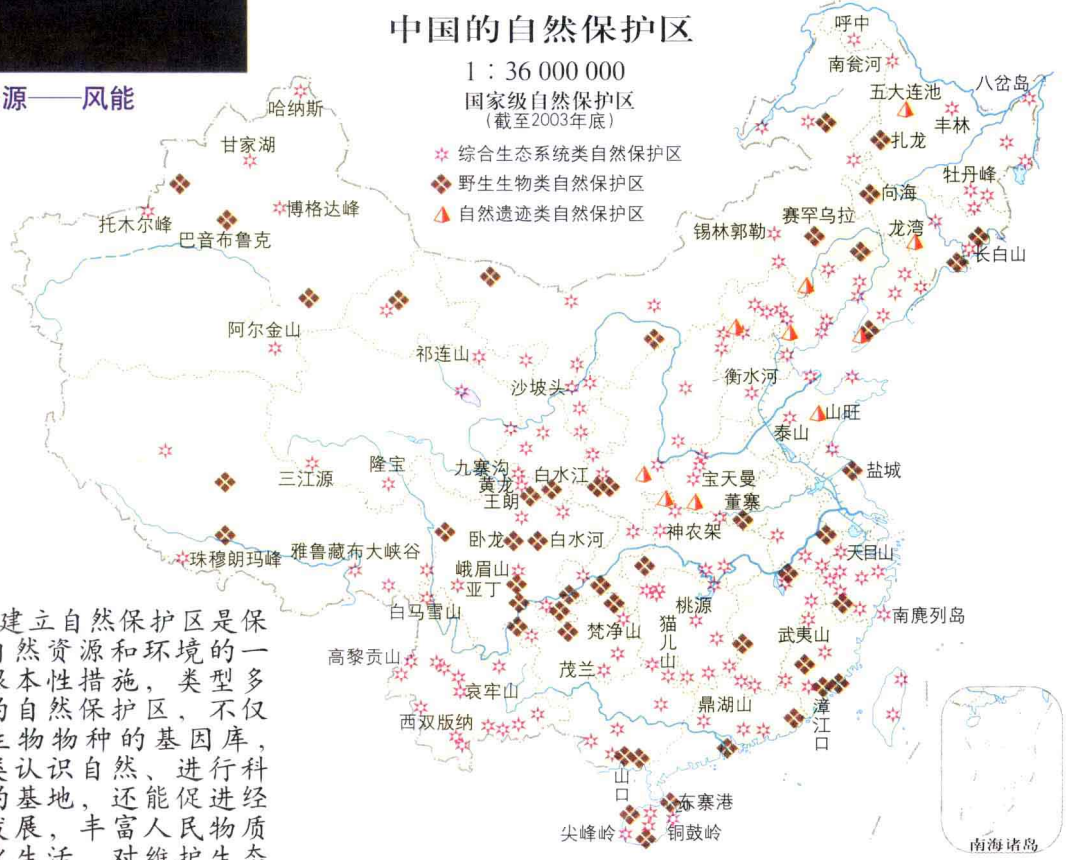 中国的自然保护区
1：36 000 000
国家级自然保护区
(截至2003年底)
综合生态系统类自然保护区
野生生物类自然保护区
自然遗迹类自然保护区
源——风能
呼中
南瓮河
五大连池
八岔岛
丰林
扎龙
牡丹峰
向海
赛罕乌拉
龙湾
锡林郭勒
长白山
哈纳斯
甘家湖
博格达峰
托木尔峰
巴音布鲁克
阿尔金山
祁连山
沙坡头
衡水河
山旺
泰山
三江源
隆宝
九寨沟
白水江
黄龙
王朗
宝天曼
董寨
盐城
珠穆朗玛峰
雅鲁藏布大峡谷
卧龙
白水河
神农架
天目山
峨眉山
亚丁
白马雪山
桃源
南麂列岛
梵净山
猫儿山
武夷山
高黎贡山
茂兰
哀牢山
鼎湖山
漳江口
西双版纳
山口
东寨港
尖峰岭
铜鼓岭
南海诸岛
建立自然保护区是保
自然资源和环境的一
根本性措施，类型多
的自然保护区，不仅
生物物种的基因库，
类认识自然、进行科
的基地，还能促进经
发展，丰富人民物质
化生活，对维护生态